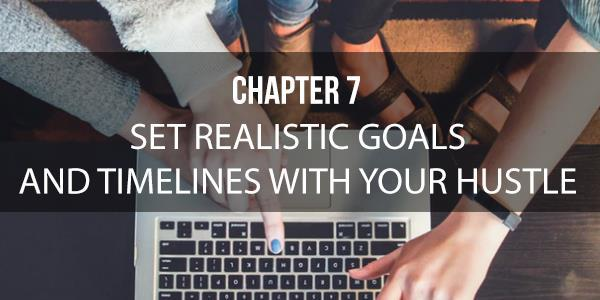 CHAPTER 7
SET REALISTIC GOALS
AND TIMELINES WITH YOUR HUSTLE